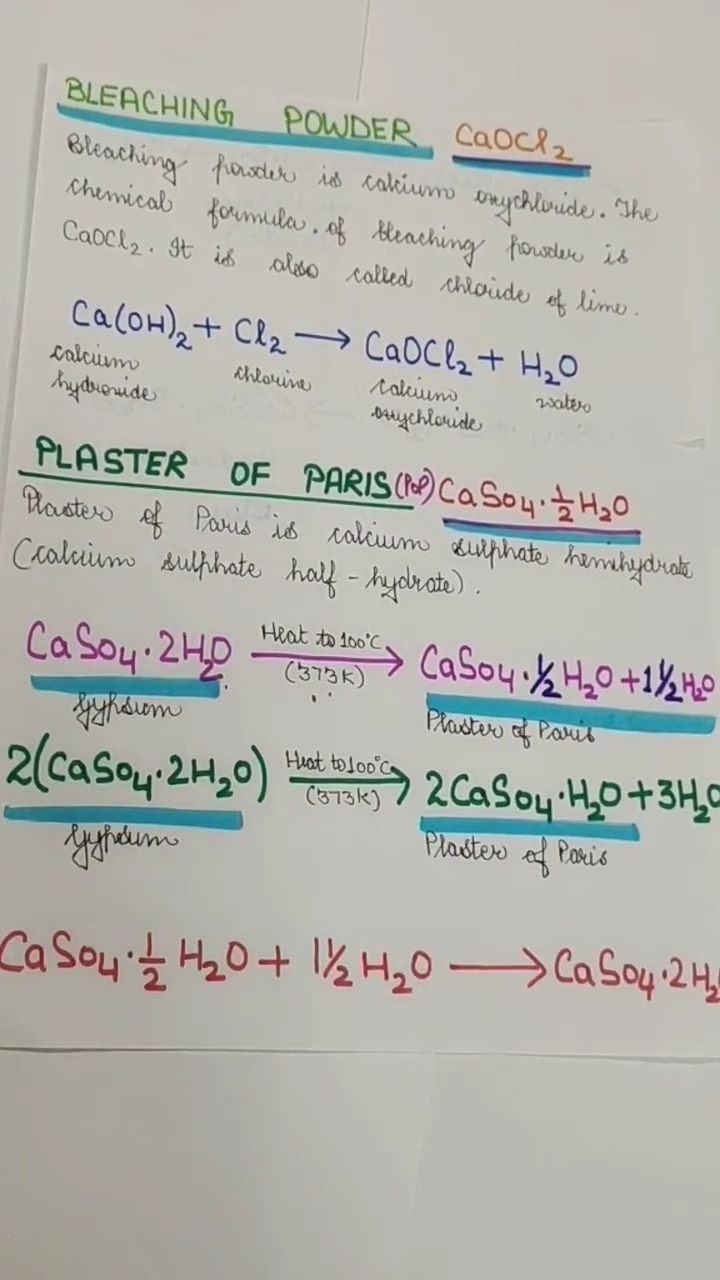 BLEACHING POWDER CaOCl₂
Bleaching powder is calcium oxychloride. The
chemical formula. of bleaching powder is
CaOCl₂. It is also called chloride of lime.
Ca(OH)₂ + Cl₂ → CaOCl₂ + H₂O
calcium hydroxide chlorine calcium oxychloride water
PLASTER OF PARIS (POP) CaSo₄·½H₂O
Plaster of Paris is calcium sulphate hemihydrate
(calcium sulphate half-hydrate).
Heat to 100°C
CaSo₄·2H₂O → CaSo₄·½H₂O + 1½H₂O
(373K)
Gypsum Plaster of Paris
Heat to 100°C
2(CaSo₄·2H₂O) → 2CaSo₄·H₂O + 3H₂O
(373K)
Gypsum Plaster of Paris
CaSo₄·½H₂O + 1½H₂O → CaSo₄·2H₂